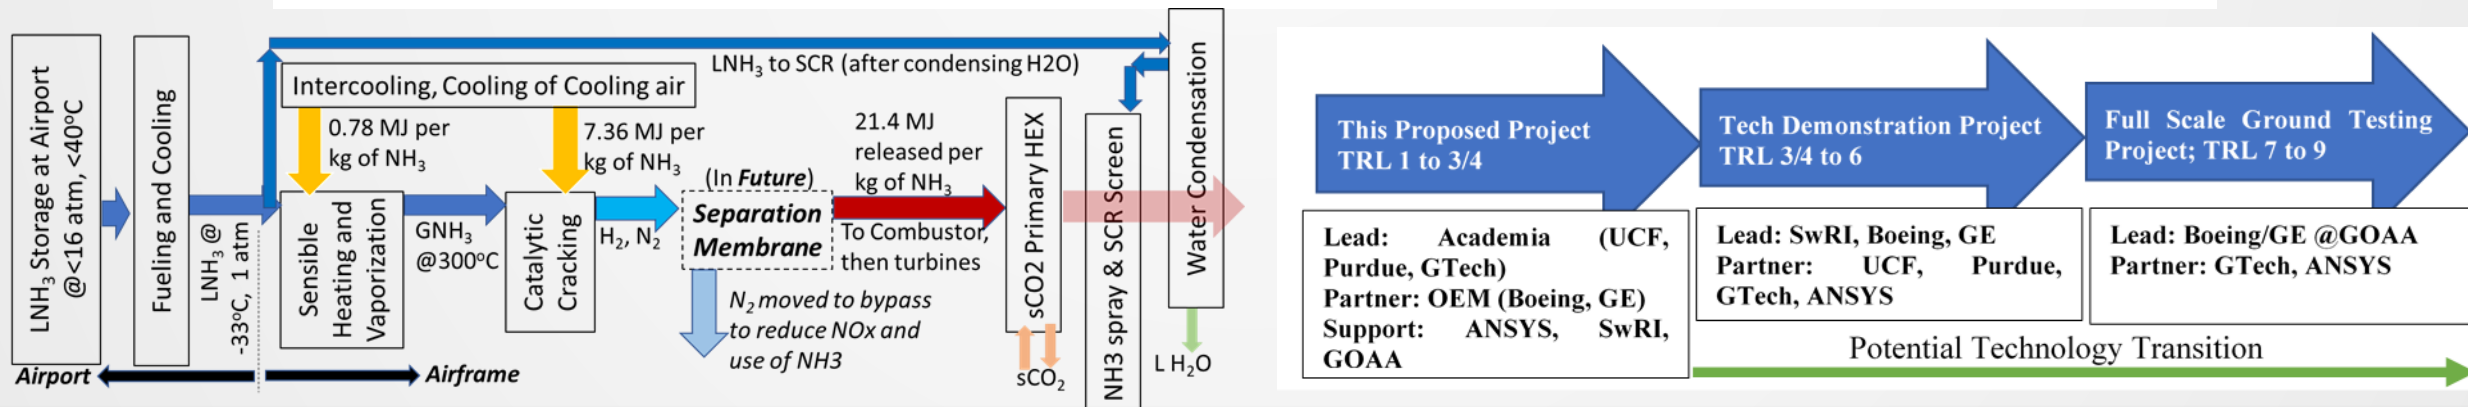 LNH3 Storage at Airport
@<16 atm, <40°C
Fueling and Cooling
LNH3 @
-33°C, 1 atm
Airport
Airframe
Intercooling, Cooling of Cooling air
0.78 MJ per
kg of NH3
7.36 MJ per
kg of NH3
Sensible
Heating and
Vaporization
GNH3
@300°C
Catalytic
Cracking
H2, N2
(In Future)
Separation
Membrane
N2 moved to bypass
to reduce NOx and
use of NH3
LNH3 to SCR (after condensing H2O)
21.4 MJ
released per
kg of NH3
To Combustor,
then turbines
sCO2 Primary HEX
sCO2
NH3 spray & SCR Screen
Water Condensation
L H2O
This Proposed Project
TRL 1 to 3/4
Lead: Academia (UCF,
Purdue, GTech)
Partner: OEM (Boeing, GE)
Support: ANSYS, SwRI,
GOAA
Tech Demonstration Project
TRL 3/4 to 6
Lead: SwRI, Boeing, GE
Partner: UCF, Purdue,
GTech, ANSYS
Full Scale Ground Testing
Project; TRL 7 to 9
Lead: Boeing/GE @GOAA
Partner: GTech, ANSYS
Potential Technology Transition